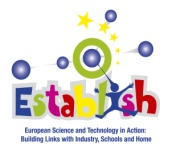 Establish
European Science and Technology in Action:
Building Links with Industry, Schools and Home